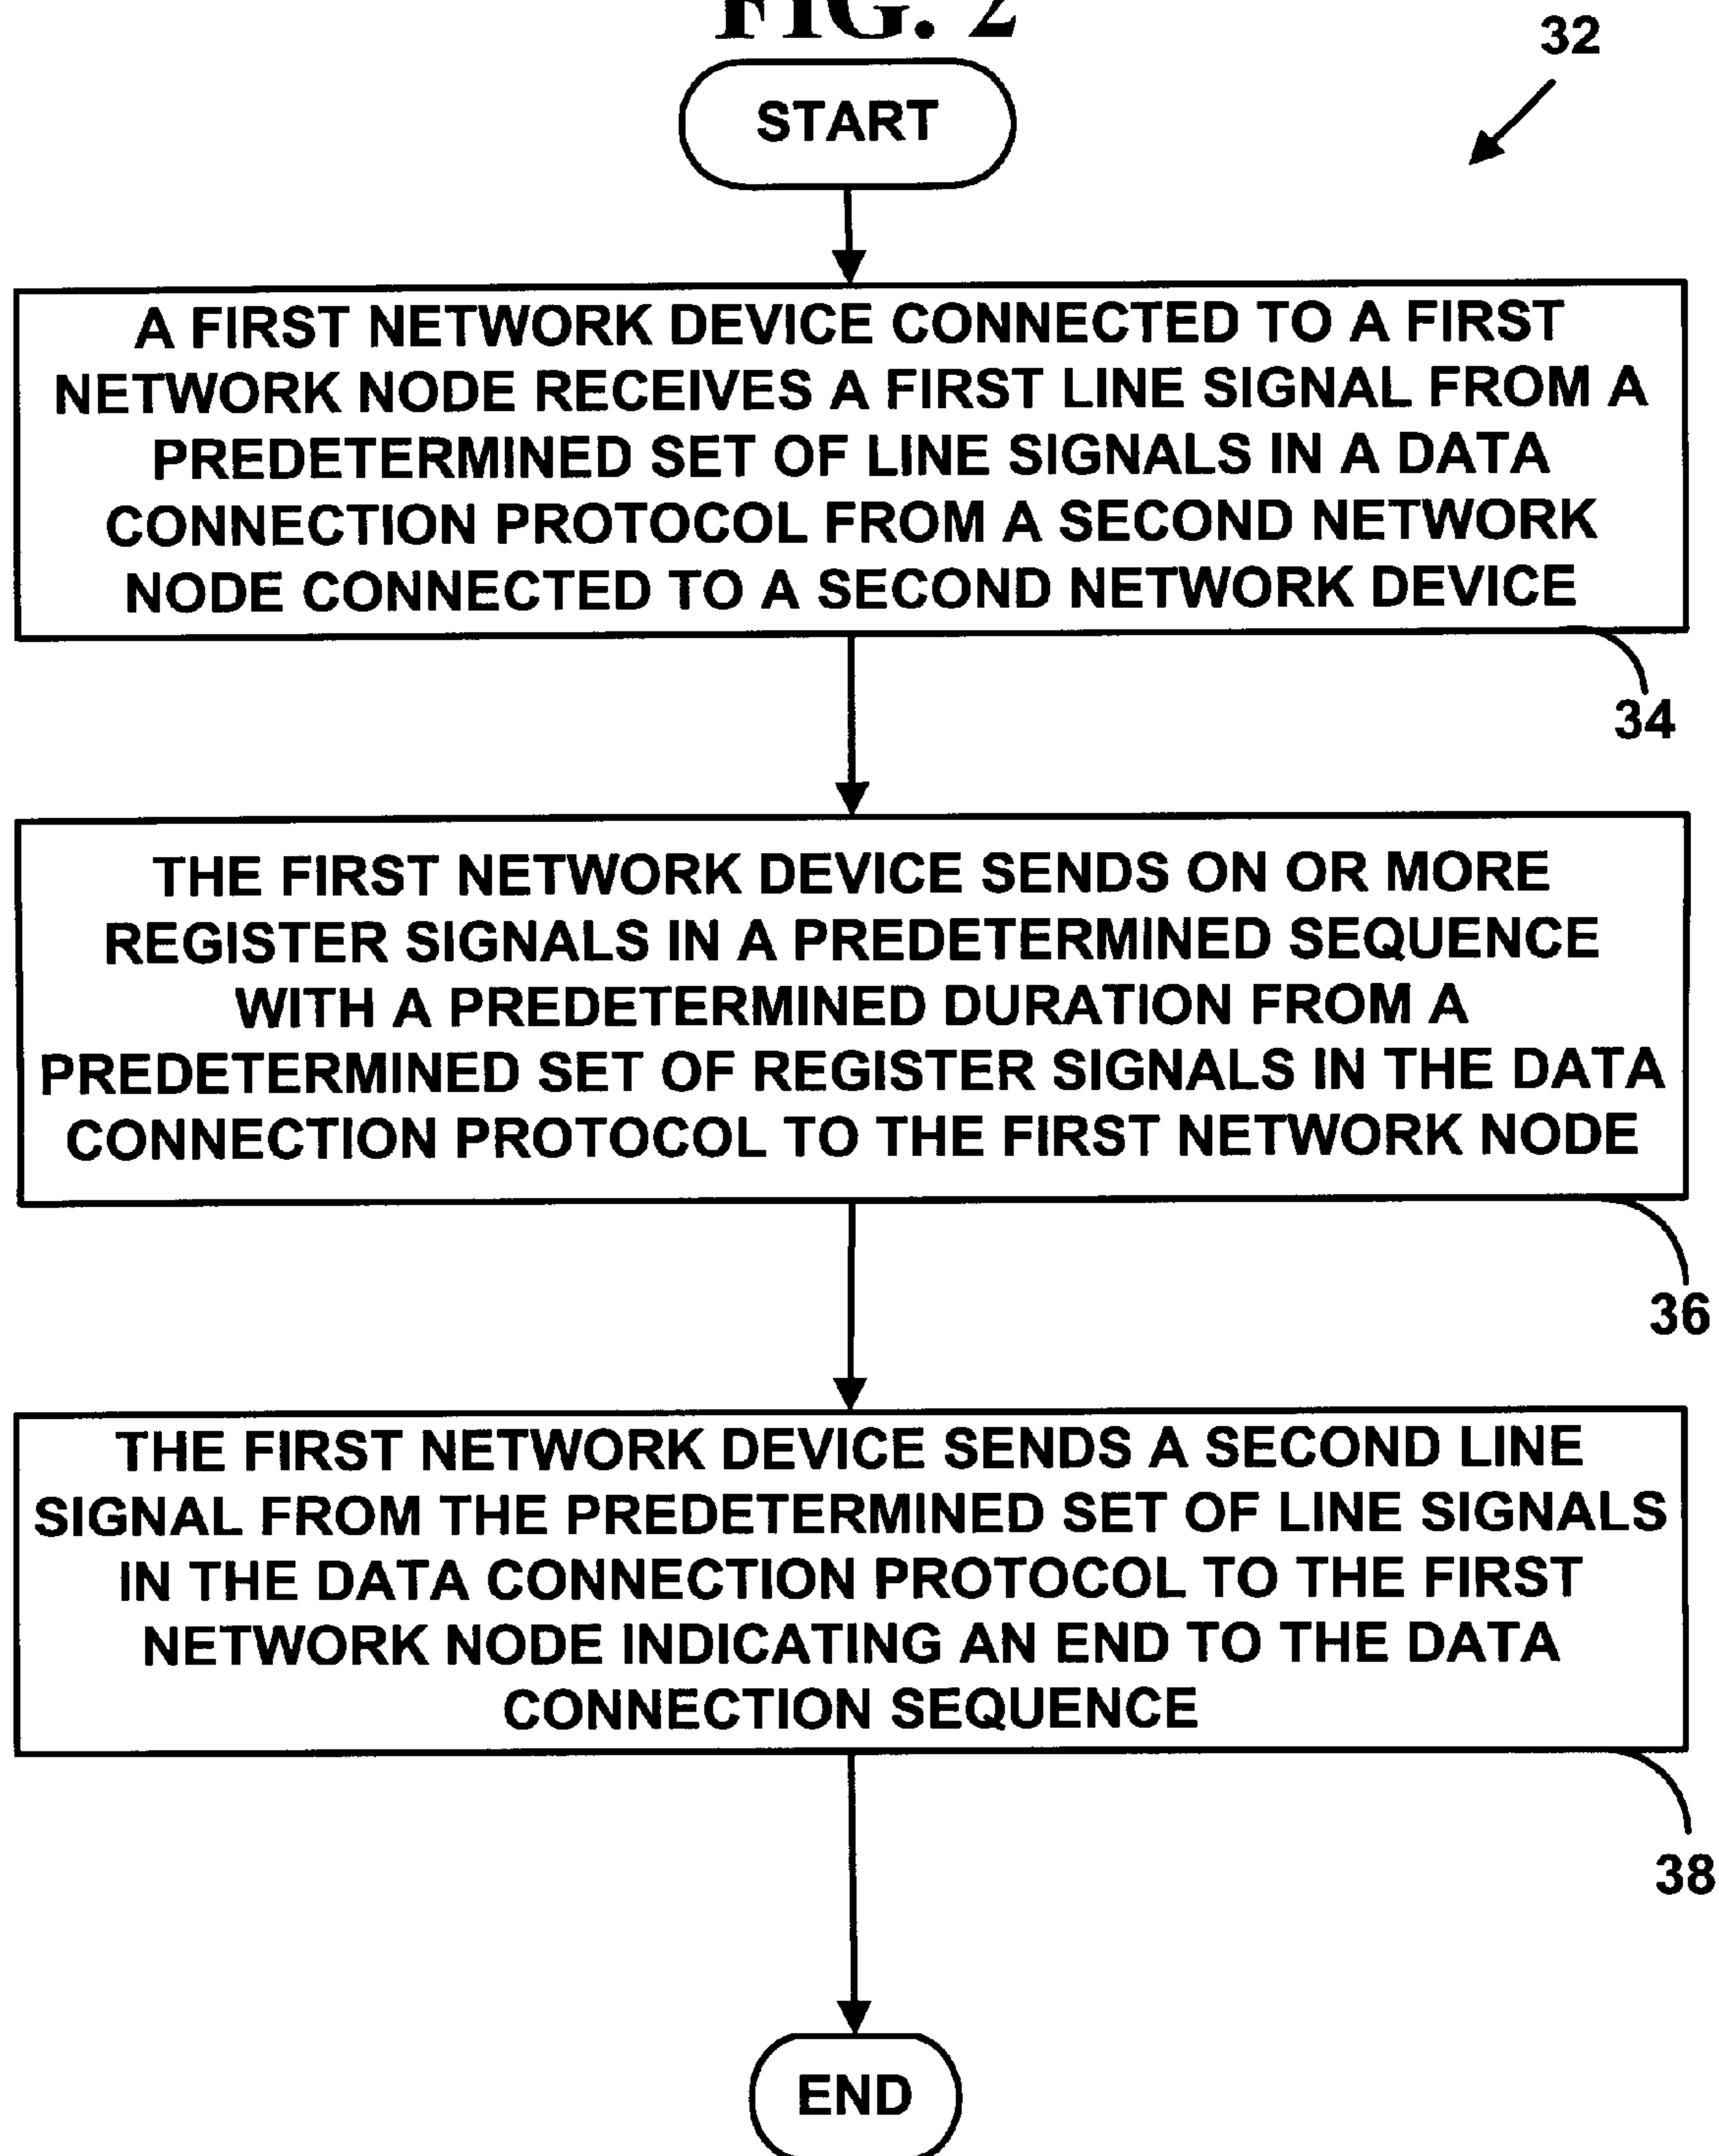 FIG. 2
32
START
A FIRST NETWORK DEVICE CONNECTED TO A FIRST
NETWORK NODE RECEIVES A FIRST LINE SIGNAL FROM A
PREDETERMINED SET OF LINE SIGNALS IN A DATA
CONNECTION PROTOCOL FROM A SECOND NETWORK
NODE CONNECTED TO A SECOND NETWORK DEVICE
34
THE FIRST NETWORK DEVICE SENDS ON OR MORE
REGISTER SIGNALS IN A PREDETERMINED SEQUENCE
WITH A PREDETERMINED DURATION FROM A
PREDETERMINED SET OF REGISTER SIGNALS IN THE DATA
CONNECTION PROTOCOL TO THE FIRST NETWORK NODE
36
THE FIRST NETWORK DEVICE SENDS A SECOND LINE
SIGNAL FROM THE PREDETERMINED SET OF LINE SIGNALS
IN THE DATA CONNECTION PROTOCOL TO THE FIRST
NETWORK NODE INDICATING AN END TO THE DATA
CONNECTION SEQUENCE
38
END